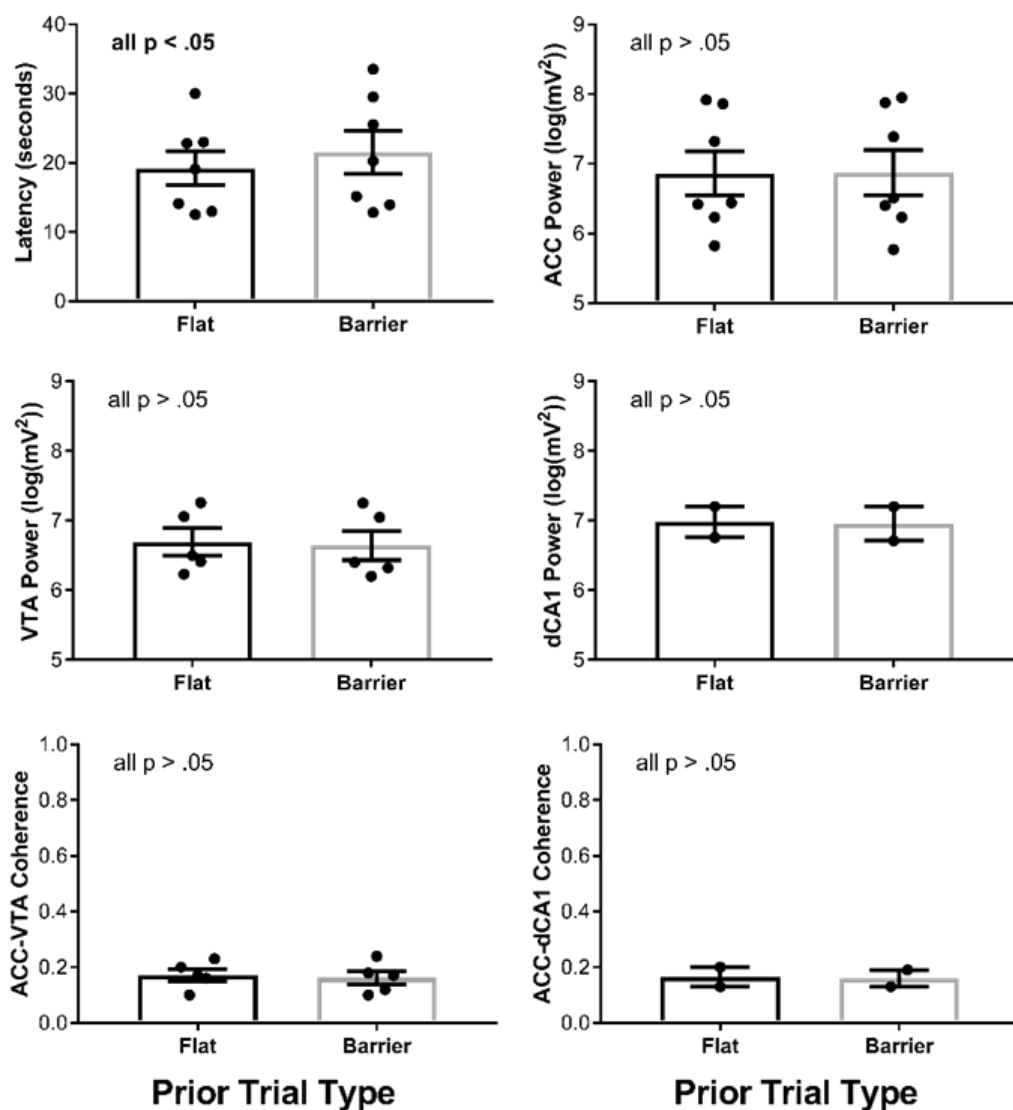 Latency (seconds)
40
30
20
10
0
all p < .05
Flat
Barrier
ACC Power (log(mV²))
9
8
7
6
5
all p > .05
Flat
Barrier
VTA Power (log(mV²))
9
8
7
6
5
all p > .05
Flat
Barrier
dCA1 Power (log(mV²))
9
8
7
6
5
all p > .05
Flat
Barrier
ACC-VTA Coherence
1.0
0.8
0.6
0.4
0.2
0.0
all p > .05
Flat
Barrier
Prior Trial Type
ACC-dCA1 Coherence
1.0
0.8
0.6
0.4
0.2
0.0
all p > .05
Flat
Barrier
Prior Trial Type